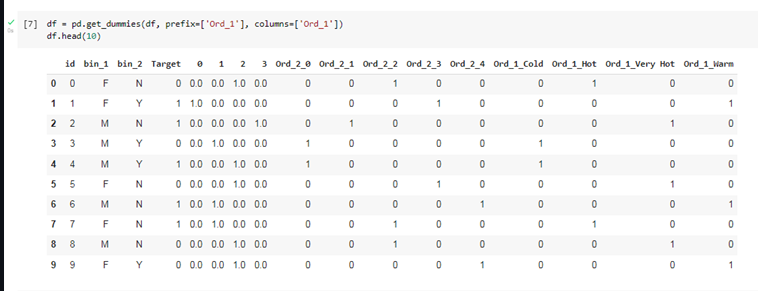 [7] df = pd.get_dummies(df, prefix=['Ord_1'], columns=['Ord_1'])
df.head(10)
id bin_1 bin_2 Target 0 1 2 3 Ord_2_0 Ord_2_1 Ord_2_2 Ord_2_3 Ord_2_4 Ord_1_Cold Ord_1_Hot Ord_1_Very Hot Ord_1_Warm
0 0 F N 0 0.0 0.0 1.0 0.0 0 0 1 0 0 0 1 0 0
1 1 F Y 1 1.0 0.0 0.0 0.0 0 0 0 1 0 0 0 0 1
2 2 M N 1 0.0 0.0 0.0 1.0 0 1 0 0 0 0 0 1 0
3 3 M Y 0 0.0 1.0 0.0 0.0 1 0 0 0 0 1 0 0 0
4 4 M Y 1 0.0 0.0 1.0 0.0 1 0 0 0 0 1 0 0 0
5 5 F N 0 0.0 0.0 1.0 0.0 0 0 0 1 0 0 0 1 0
6 6 M N 1 0.0 1.0 0.0 0.0 0 0 0 0 1 0 0 0 1
7 7 F N 1 0.0 1.0 0.0 0.0 0 0 1 0 0 0 1 0 0
8 8 M N 0 0.0 0.0 1.0 0.0 0 0 1 0 0 0 0 1 0
9 9 F Y 0 0.0 0.0 1.0 0.0 0 0 0 0 1 0 0 0 1